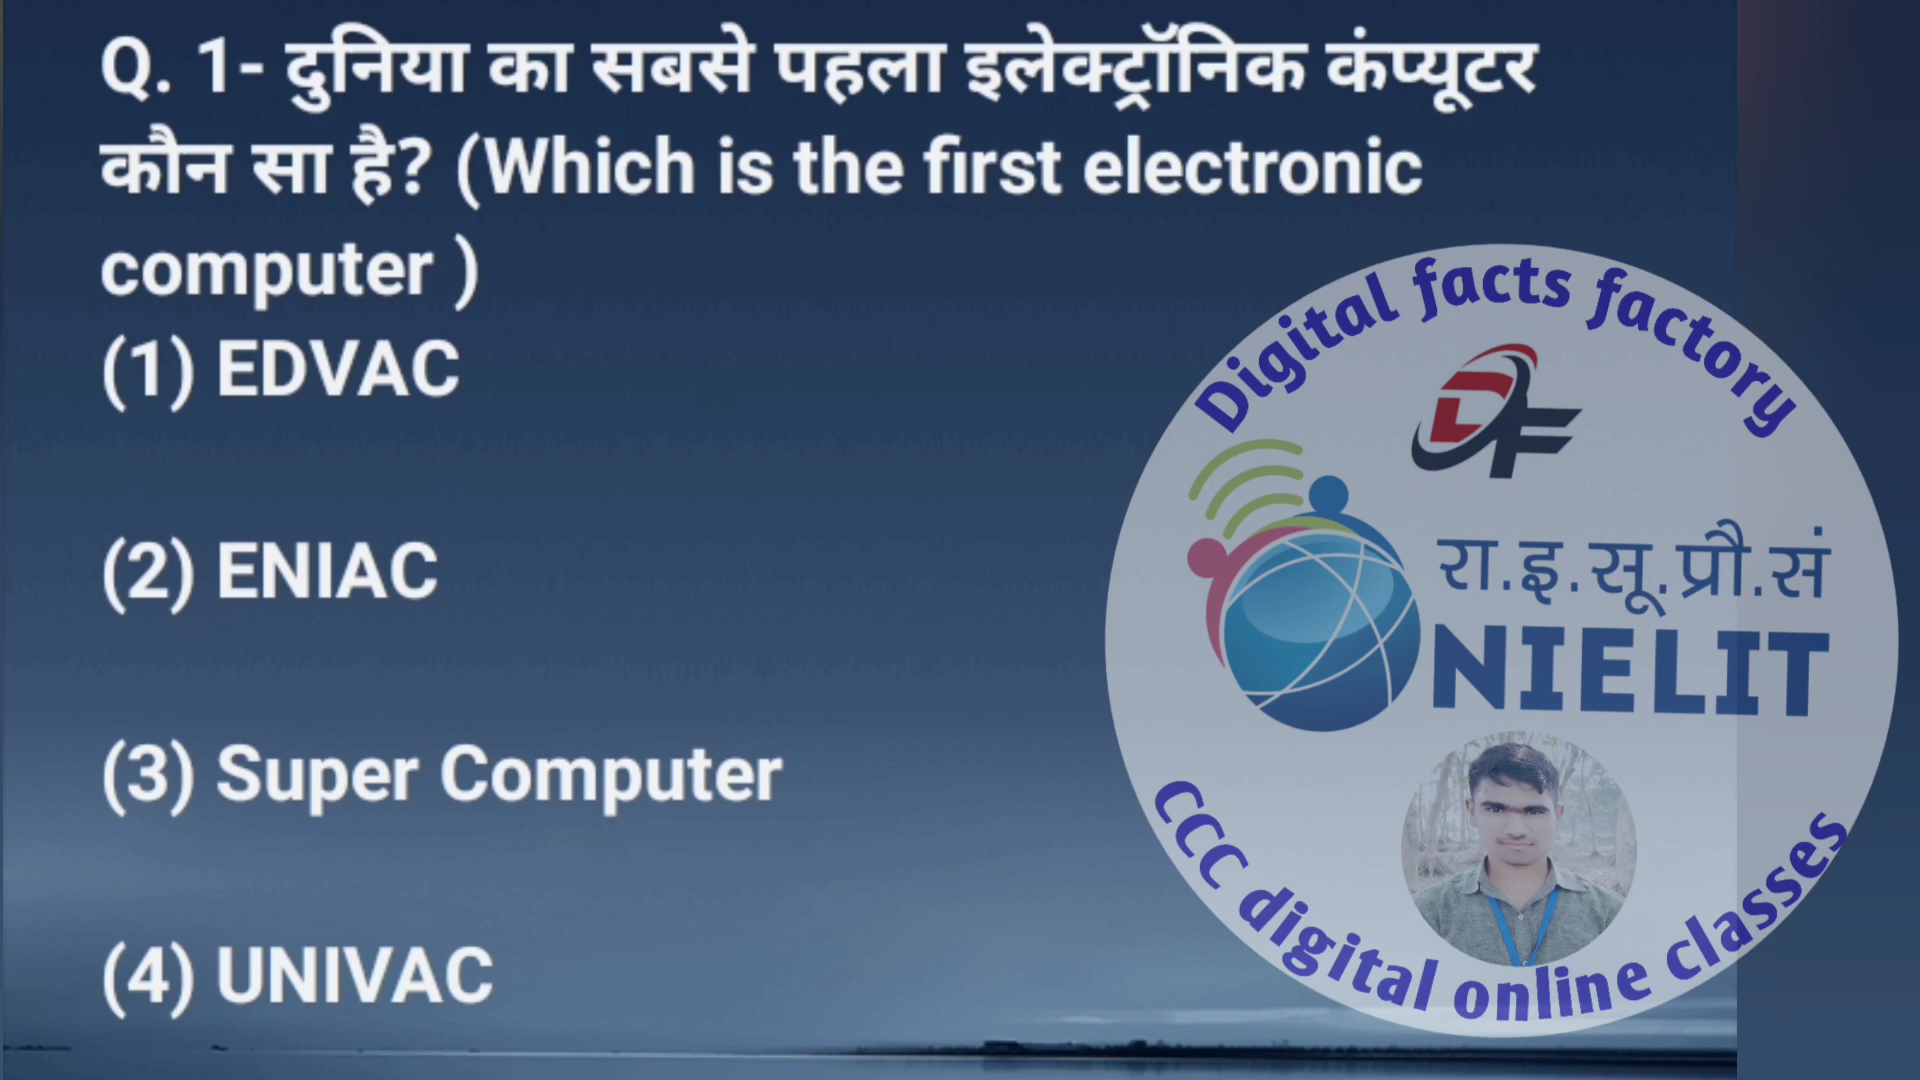 Q. 1- दुनिया का सबसे पहला इलेक्ट्रॉनिक कंप्यूटर
कौन सा है? (Which is the first electronic
computer )
(1) EDVAC
(2) ENIAC
(3) Super Computer
(4) UNIVAC
Digital facts factory
DF
रा.इ.सू.प्रौ.सं
NIELIT
CCC digital online classes